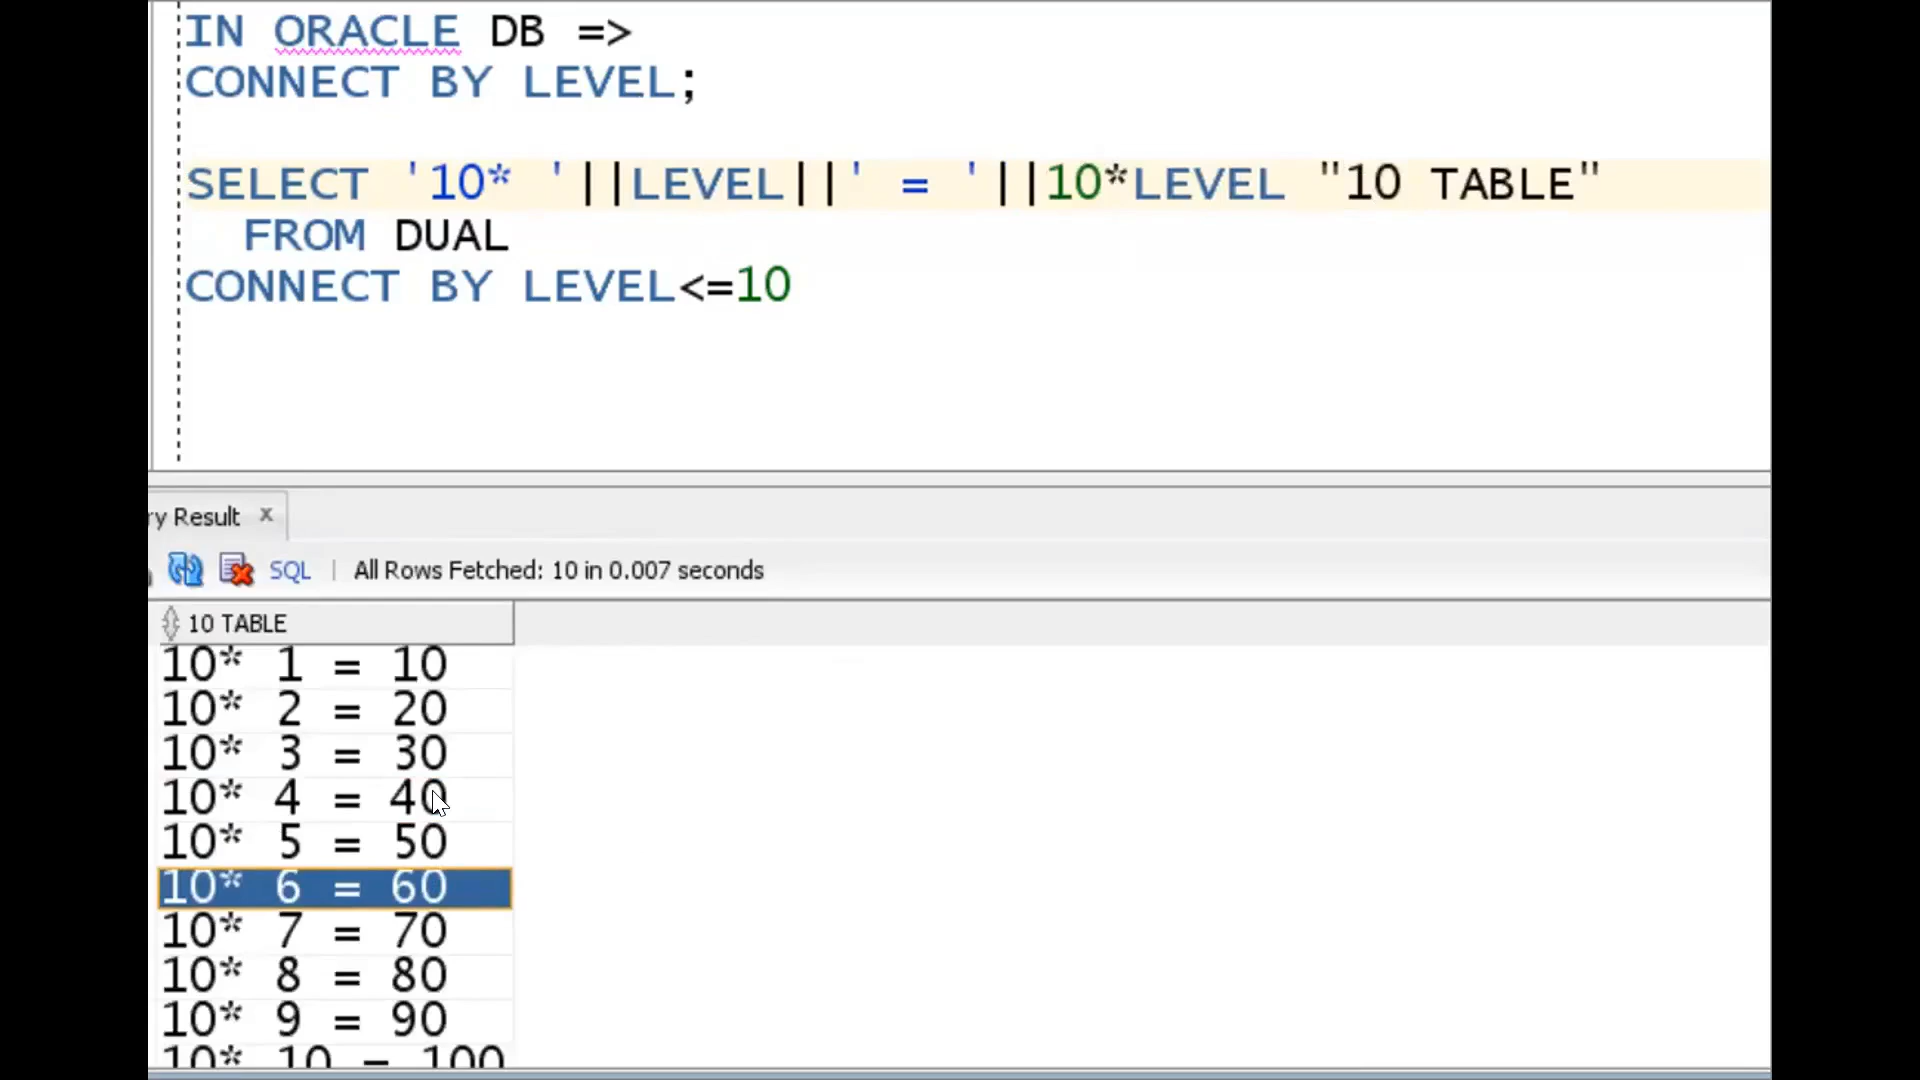 IN ORACLE DB =>
CONNECT BY LEVEL;
SELECT '10* '||LEVEL||' = '||10*LEVEL "10 TABLE"
FROM DUAL
CONNECT BY LEVEL<=10
ry Result x
SQL | All Rows Fetched: 10 in 0.007 seconds
10 TABLE
10* 1 = 10
10* 2 = 20
10* 3 = 30
10* 4 = 40
10* 5 = 50
10* 6 = 60
10* 7 = 70
10* 8 = 80
10* 9 = 90
10* 10 = 100